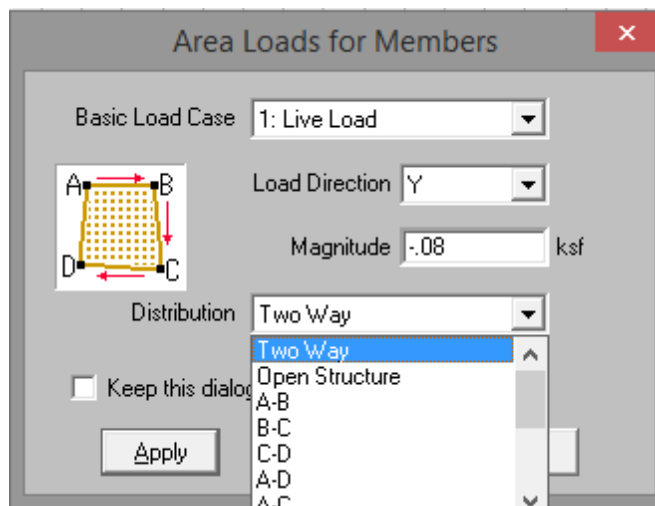 Area Loads for Members
Basic Load Case 1: Live Load
A B
Load Direction Y
Magnitude -.08 ksf
D C
Distribution Two Way
Two Way
Open Structure
Keep this dialog
A-B
B-C
Apply
C-D
A-D
A-C